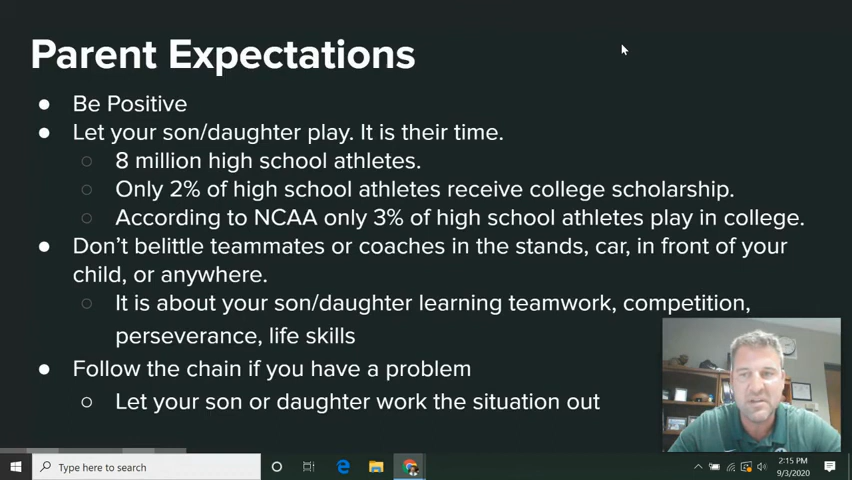 Parent Expectations
● Be Positive
● Let your son/daughter play. It is their time.
○ 8 million high school athletes.
○ Only 2% of high school athletes receive college scholarship.
○ According to NCAA only 3% of high school athletes play in college.
● Don't belittle teammates or coaches in the stands, car, in front of your
child, or anywhere.
○ It is about your son/daughter learning teamwork, competition,
perseverance, life skills
● Follow the chain if you have a problem
○ Let your son or daughter work the situation out
Type here to search
2:15 PM
9/3/2020